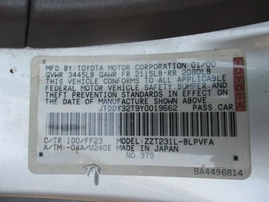 MFD BY TOYOTA MOTOR CORPORATION 01/00
GVWR 3445LB GAWR FR 2115LB RR 2080LB
THIS VEHICLE CONFORMS TO ALL APPLICABLE
FEDERAL MOTOR VEHICLE SAFETY, BUMPER, AND
THEFT PREVENTION STANDARDS IN EFFECT ON
THE DATE OF MANUFACTURE SHOWN ABOVE.
JTDDY32T9Y0019662 PASS. CAR
C/TR 1D0/FF23 MODEL:ZZT231L-BLPVFA
A/TM -04A/U240E MADE IN JAPAN
NO.379 BA4496814